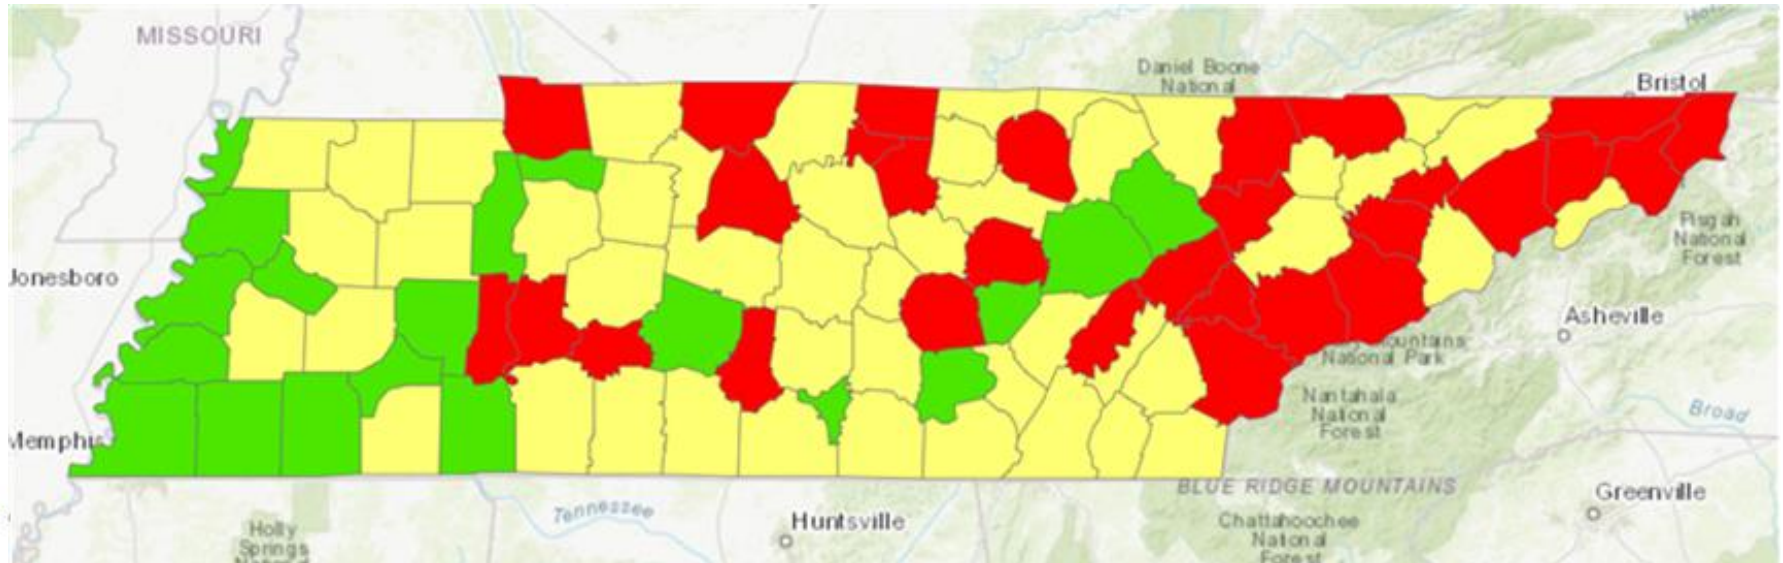 MISSOURI
Daniel Boone
National
Bristol
Jonesboro
Pisgah
National
Forest
Asheville
Mountains
National Park
Nantahala
National
Forest
Broad
Memphis
BLUE RIDGE MOUNTAINS
Greenville
Tennessee
Huntsville
Holly
Springs
National
Chattahoochee
National
Forest